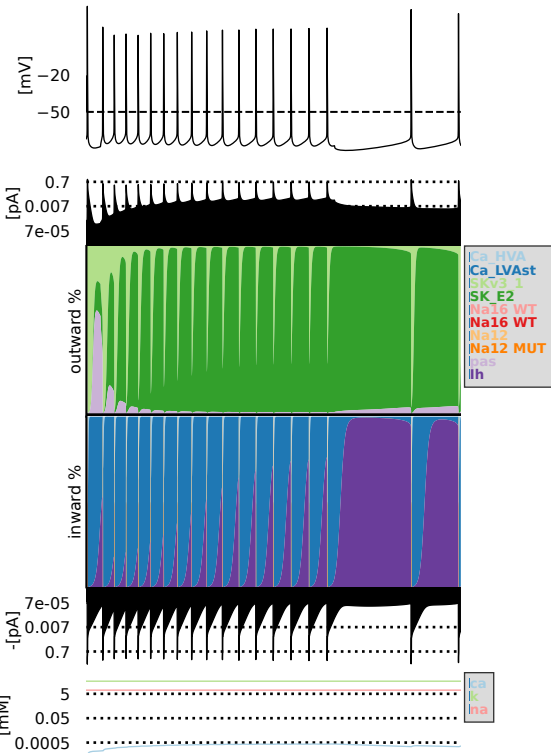 [mV]
−20
−50
[pA]
0.7
0.007
7e-05
outward %
Ca_HVA
Ca_LVAst
SKv3_1
SK_E2
Na16 WT
Na16 WT
Na12
Na12 MUT
pas
Ih
inward %
-[pA]
7e-05
0.007
0.7
[mM]
5
0.05
0.0005
ca
k
na